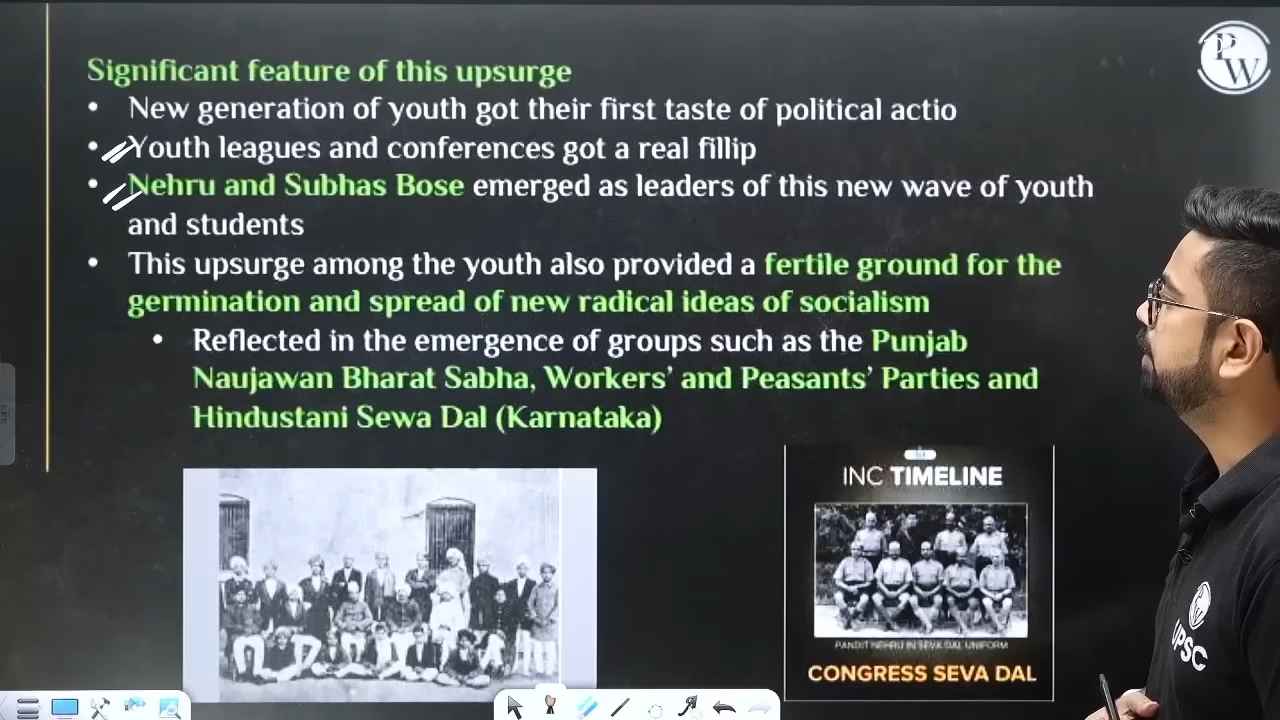 PW
Significant feature of this upsurge
• New generation of youth got their first taste of political actio
• Youth leagues and conferences got a real fillip
• Nehru and Subhas Bose emerged as leaders of this new wave of youth
and students
• This upsurge among the youth also provided a fertile ground for the
germination and spread of new radical ideas of socialism
• Reflected in the emergence of groups such as the Punjab
Naujawan Bharat Sabha, Workers’ and Peasants’ Parties and
Hindustani Sewa Dal (Karnataka)
INC TIMELINE
PANDIT NEHRU IN SEVA DAL UNIFORM
CONGRESS SEVA DAL
UPSC